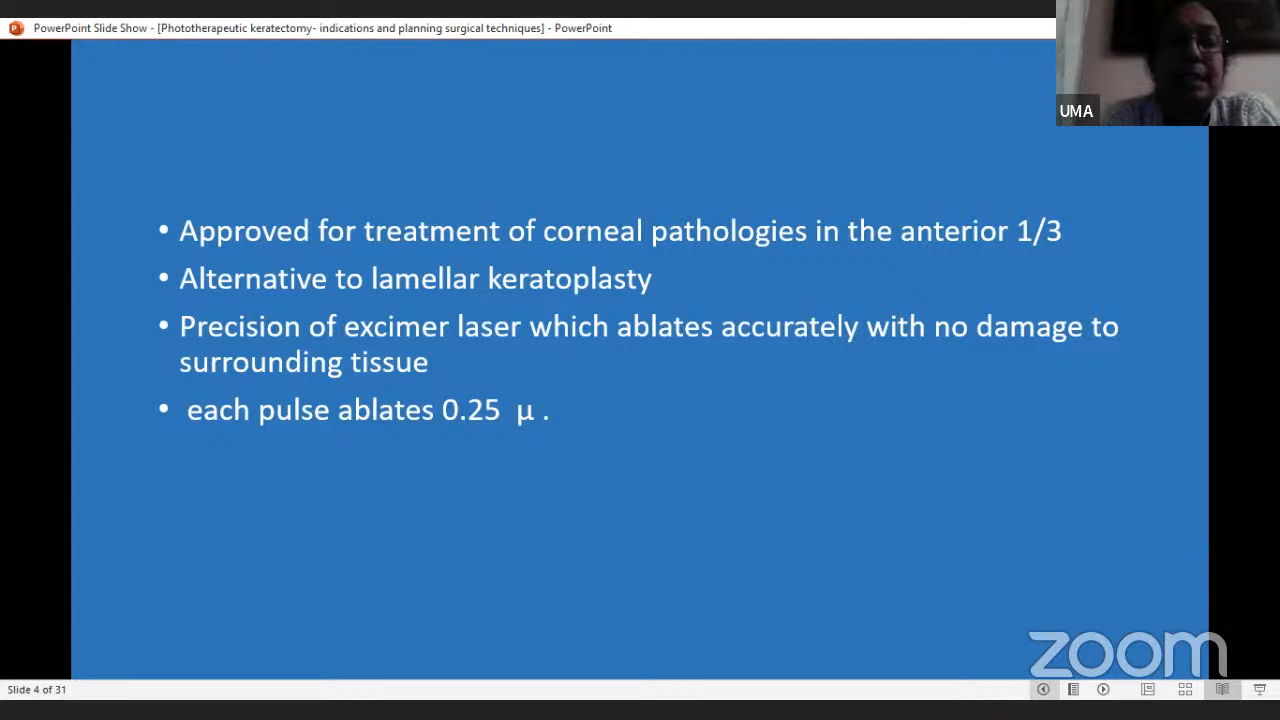 PowerPoint Slide Show - [Phototherapeutic keratectomy- indications and planning surgical techniques] - PowerPoint
UMA
• Approved for treatment of corneal pathologies in the anterior 1/3
• Alternative to lamellar keratoplasty
• Precision of excimer laser which ablates accurately with no damage to
surrounding tissue
• each pulse ablates 0.25 μ .
zoom
Slide 4 of 31